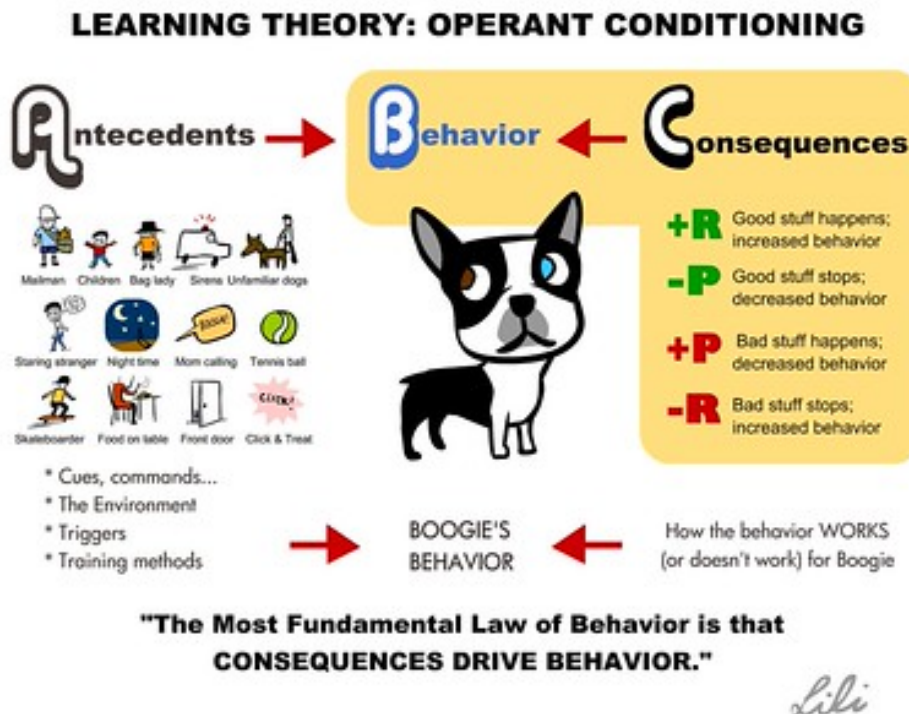 LEARNING THEORY: OPERANT CONDITIONING
Antecedents
Behavior
Consequences
Mailman Children Bag lady Sirens Unfamiliar dogs
Staring stranger Night time Mom calling Tennis ball
CLICK!
Skateboarder Food on table Front door Click & Treat
+R Good stuff happens;
increased behavior
-P Good stuff stops;
decreased behavior
+P Bad stuff happens;
decreased behavior
-R Bad stuff stops;
increased behavior
* Cues, commands...
* The Environment
* Triggers
* Training methods
BOOGIE'S
BEHAVIOR
How the behavior WORKS
(or doesn't work) for Boogie
"The Most Fundamental Law of Behavior is that
CONSEQUENCES DRIVE BEHAVIOR."
Lili